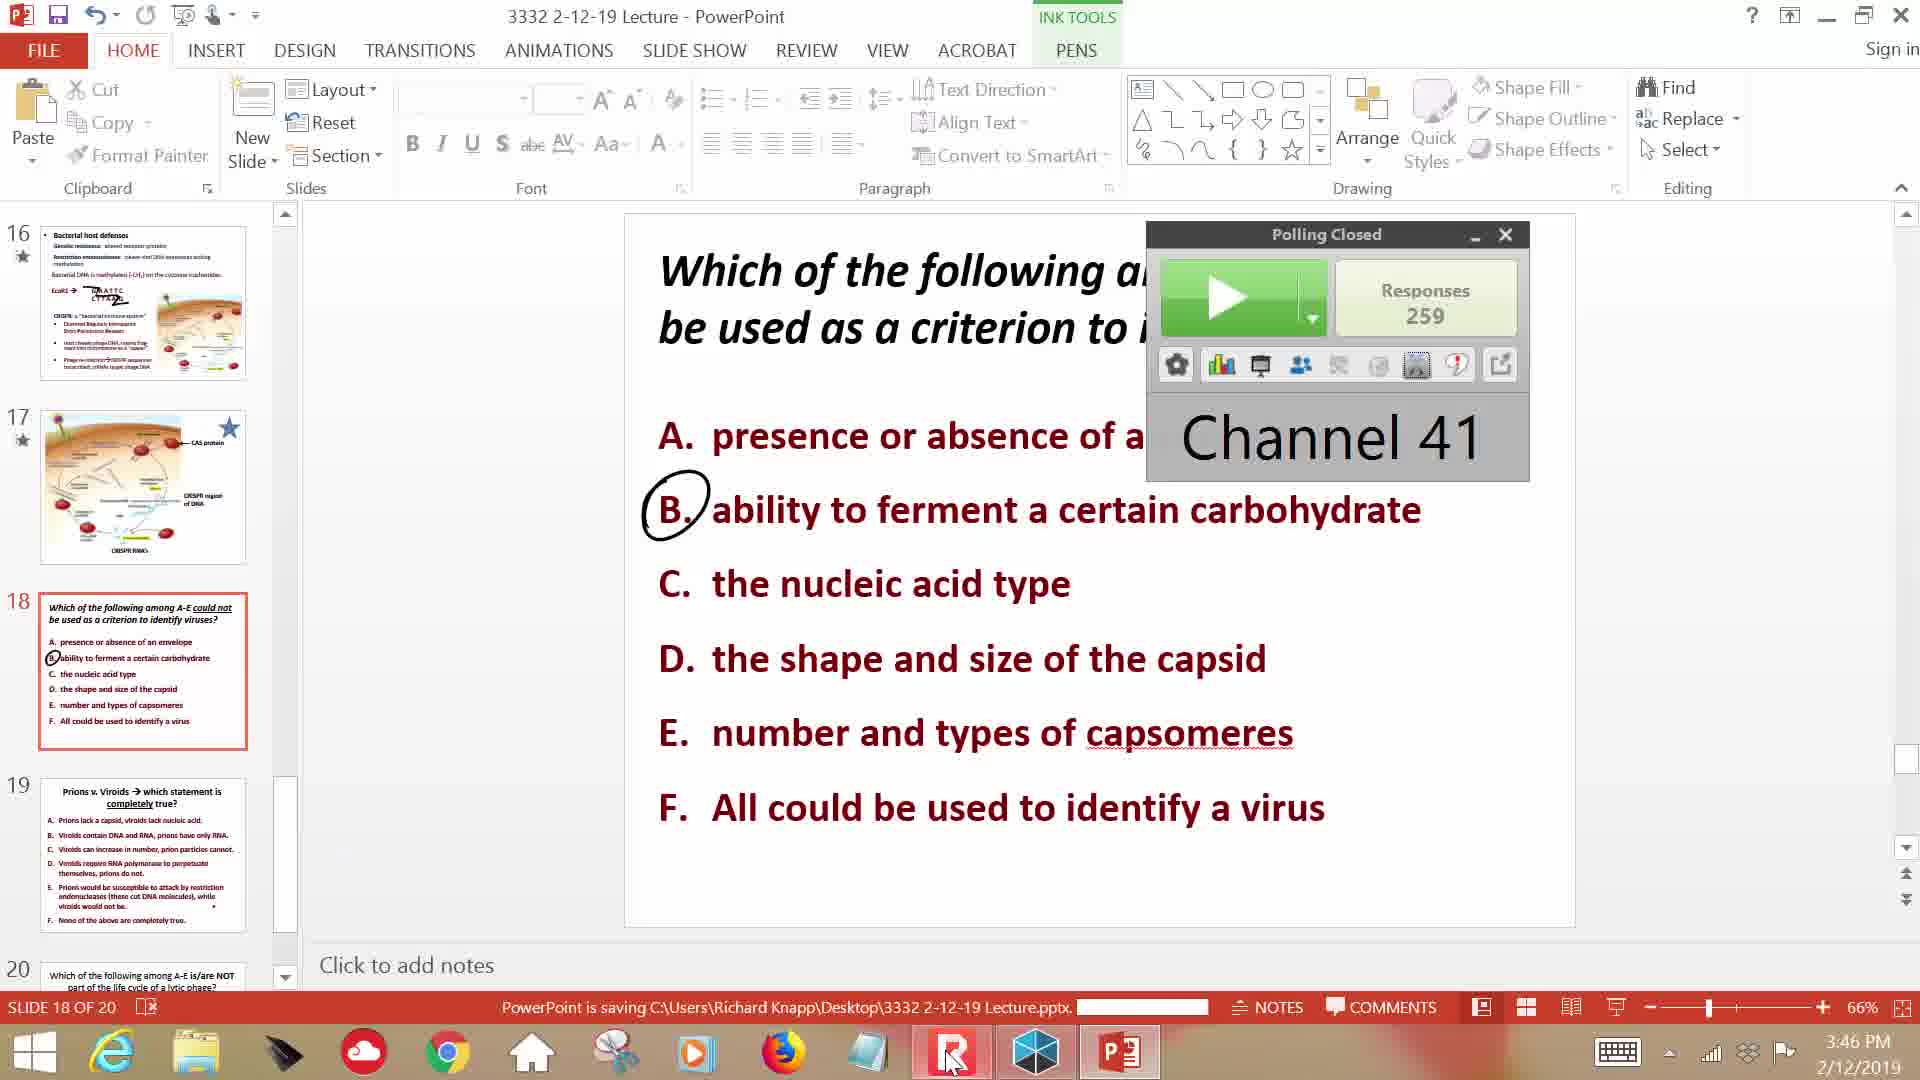 3332 2-12-19 Lecture - PowerPoint
INK TOOLS
FILE
HOME
INSERT
DESIGN
TRANSITIONS
ANIMATIONS
SLIDE SHOW
REVIEW
VIEW
ACROBAT
PENS
Sign in
Paste
Cut
Copy
Format Painter
Clipboard
New
Slide
Layout
Reset
Section
Slides
Font
Text Direction
Align Text
Convert to SmartArt
Paragraph
Arrange
Quick
Styles
Shape Fill
Shape Outline
Shape Effects
Drawing
Find
Replace
Select
Editing
16
Bacterial host defenses
17
CAS protein
CRISPR region
of DNA
CRISPR RNAs
18
Which of the following among A-E could not
be used as a criterion to identify viruses?
A. presence or absence of an envelope
B. ability to ferment a certain carbohydrate
C. the nucleic acid type
D. the shape and size of the capsid
E. number and types of capsomeres
F. All could be used to identify a virus
19
Prions v. Viroids → which statement is
completely true?
A. Prions lack a capsid, viroids lack nucleic acid.
B. Viroids contain DNA and RNA, prions have only RNA.
C. Viroids can increase in number, prion particles cannot.
D. Viroids require RNA polymerase to perpetuate
themselves, prions do not.
E. Prions would be susceptible to attack by restriction
endonucleases (these cut DNA molecules), while
viroids would not be.
F. None of the above are completely true.
20
Which of the following among A-E is/are NOT
part of the life cycle of a lytic phage?
Which of the following a
be used as a criterion to i
A. presence or absence of a
B. ability to ferment a certain carbohydrate
C. the nucleic acid type
D. the shape and size of the capsid
E. number and types of capsomeres
F. All could be used to identify a virus
Polling Closed
Responses
259
Channel 41
Click to add notes
SLIDE 18 OF 20
PowerPoint is saving C:\Users\Richard Knapp\Desktop\3332 2-12-19 Lecture.pptx.
NOTES
COMMENTS
66%
3:46 PM
2/12/2019